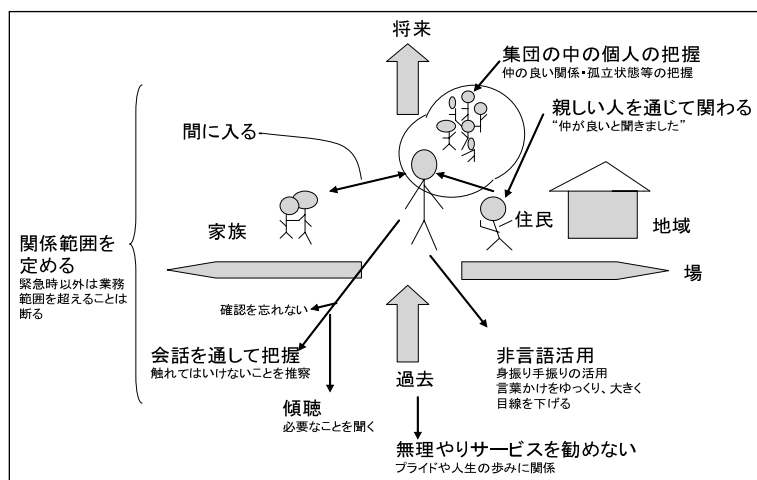 将来
集団の中の個人の把握
仲の良い関係・孤立状態等の把握
親しい人を通じて関わる
“仲が良いと聞きました”
間に入る
家族
住民
地域
関係範囲を
定める
緊急時以外は業務
範囲を超えることは
断る
場
確認を忘れない
会話を通して把握
触れてはいけないことを推察
傾聴
必要なことを聞く
過去
非言語活用
身振り手振りの活用
言葉かけをゆっくり、大きく
目線を下げる
無理やりサービスを勧めない
プライドや人生の歩みに関係